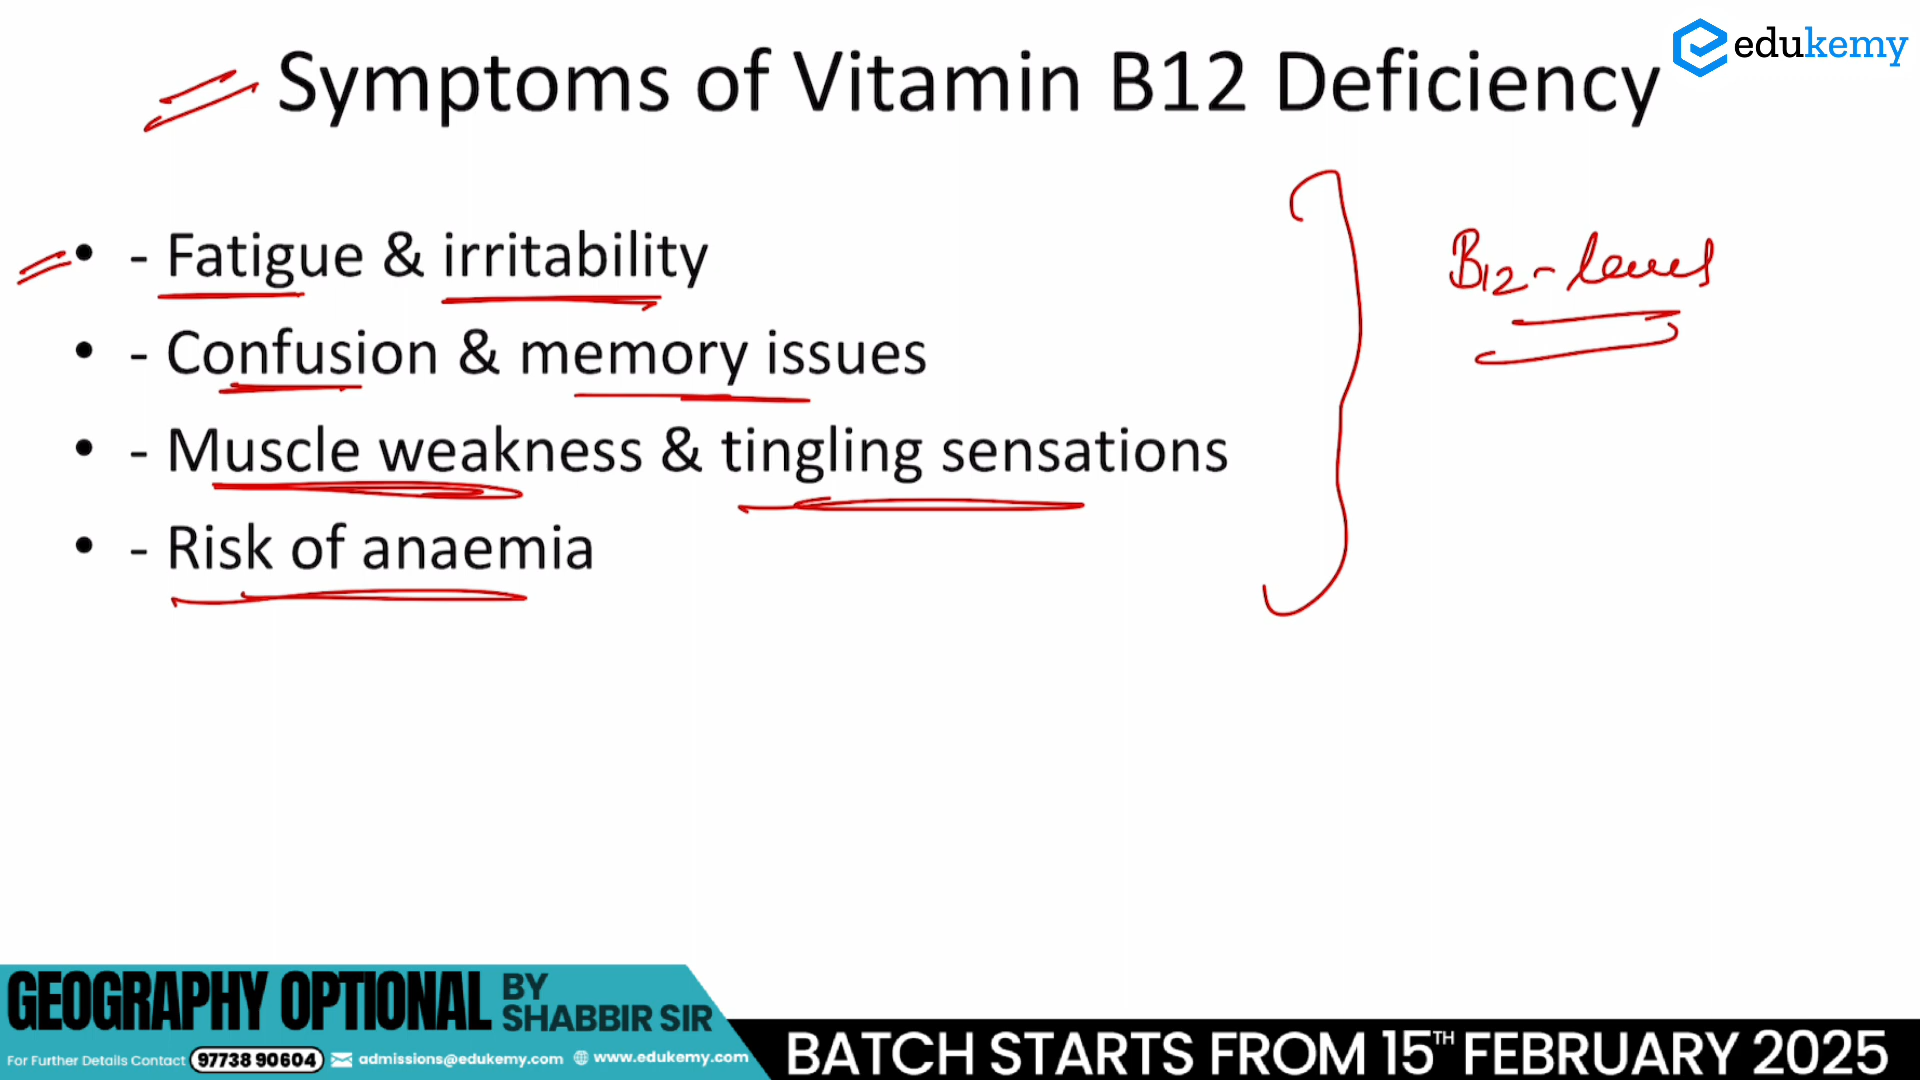 edukemy
Symptoms of Vitamin B12 Deficiency
• - Fatigue & irritability
• - Confusion & memory issues
• - Muscle weakness & tingling sensations
• - Risk of anaemia
B12 - level
GEOGRAPHY OPTIONAL BY SHABBIR SIR
For Further Details Contact 97738 90604 admissions@edukemy.com www.edukemy.com
BATCH STARTS FROM 15TH FEBRUARY 2025